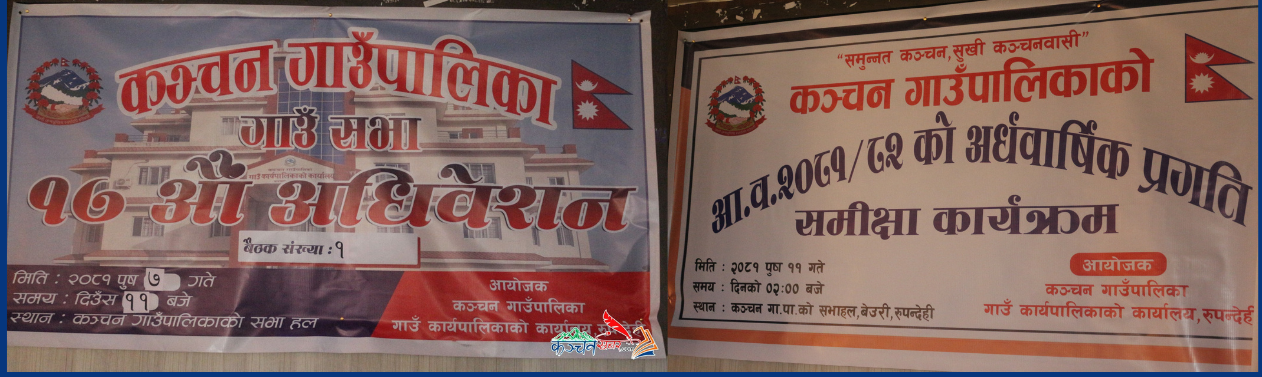 कञ्चन गाउँपालिका
गाउँ सभा
१७ औं अधिवेशन
बैठक संख्या : १
मिति : २०८१ पुष ७ गते
समय : दिउँस ११ बजे
स्थान : कञ्चन गाउँपालिकाको सभा हल
आयोजक
कञ्चन गाउँपालिका
गाउँ कार्यपालिकाको कार्यालय
"समुन्नत कञ्चन, सुखी कञ्चनवासी"
कञ्चन गाउँपालिकाको
आ.व.२०८१/८२ को अर्धवार्षिक प्रगति
समीक्षा कार्यक्रम
मिति : २०८१ पुष ११ गते
समय : दिनको ०२:०० बजे
स्थान : कञ्चन गा.पा.को सभाहल, बेउरी, रुपन्देही
आयोजक
कञ्चन गाउँपालिका
गाउँ कार्यपालिकाको कार्यालय, रुपन्देही